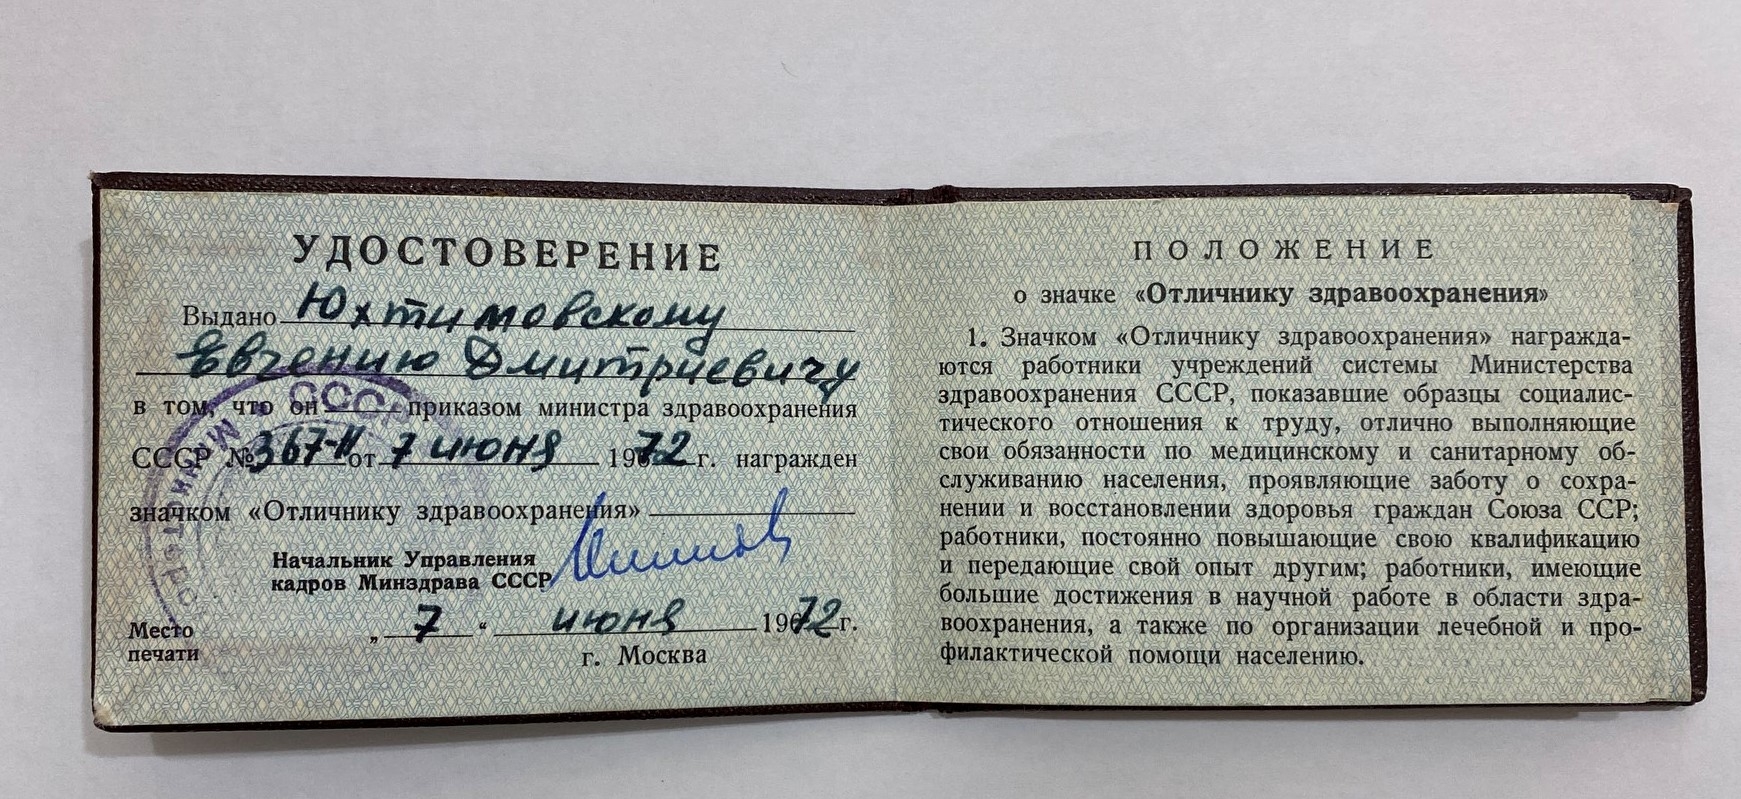 УДОСТОВЕРЕНИЕ
Выдано Юхтимовскому
Евгению Дмитриевичу
в том, что он приказом министра здравоохранения
СССР № 367-Н от 7 июня 1972 г. награжден
значком «Отличнику здравоохранения»
Начальник Управления
кадров Минздрава СССР
„ 7 “ июня 1972 г.
Место
печати
г. Москва
СССР
Министерство
ПОЛОЖЕНИЕ
о значке «Отличнику здравоохранения»
1. Значком «Отличнику здравоохранения» награжда-
ются работники учреждений системы Министерства
здравоохранения СССР, показавшие образцы социалис-
тического отношения к труду, отлично выполняющие
свои обязанности по медицинскому и санитарному об-
служиванию населения, проявляющие заботу о сохра-
нении и восстановлении здоровья граждан Союза ССР;
работники, постоянно повышающие свою квалификацию
и передающие свой опыт другим; работники, имеющие
большие достижения в научной работе в области здра-
воохранения, а также по организации лечебной и про-
филактической помощи населению.